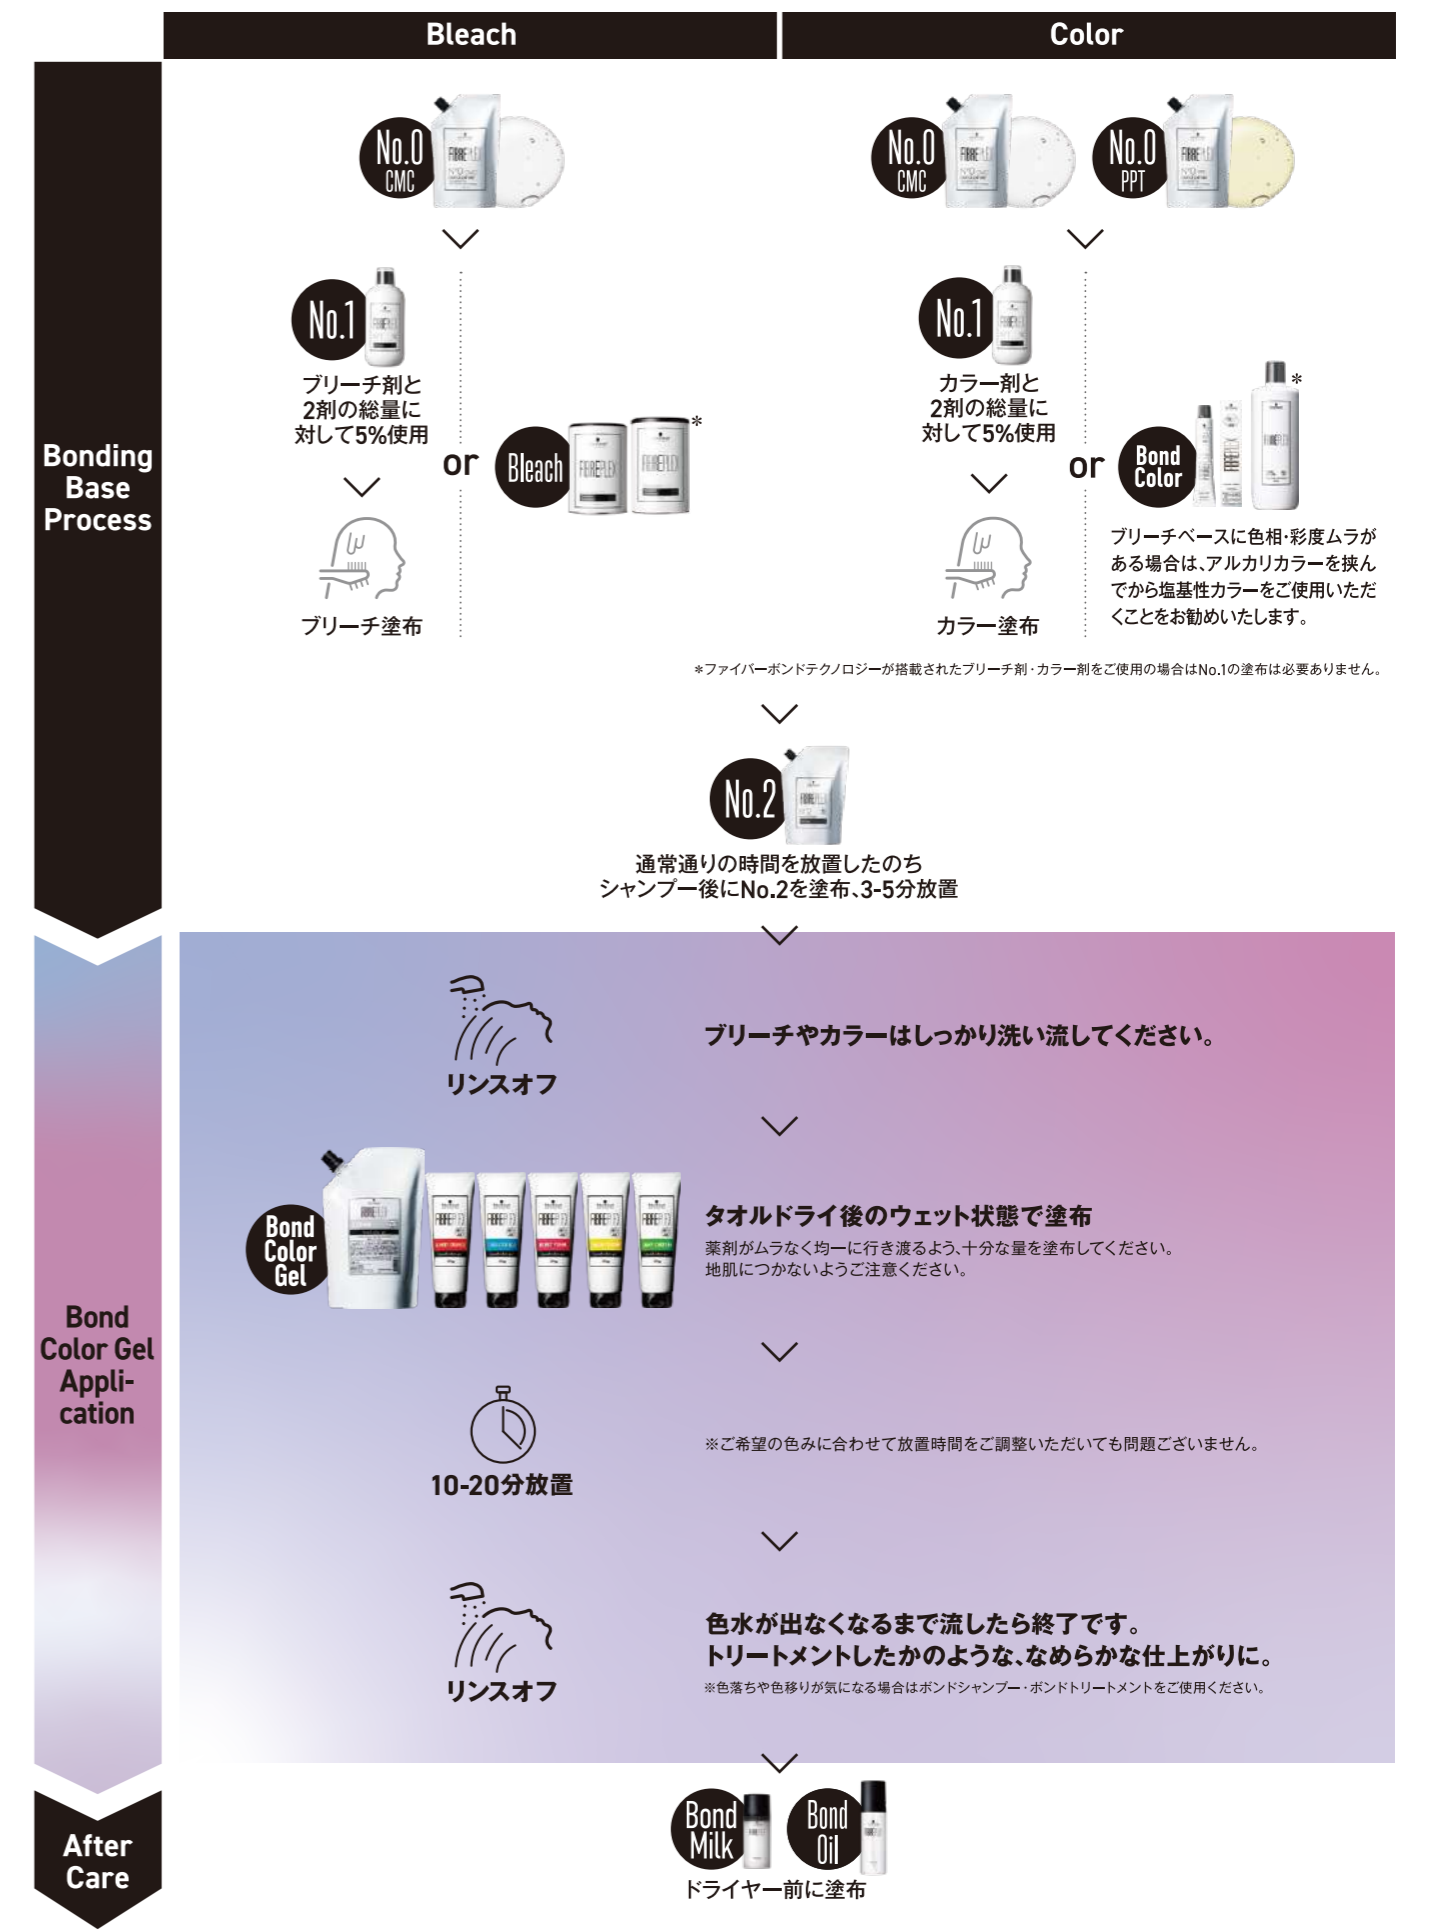 Bleach
Color
Bonding
Base
Process
No.0
CMC
FIBREPLEX
No.0
CMC
FIBREPLEX
No.0
PPT
FIBREPLEX
No.1
FIBREPLEX
ブリーチ剤と
2剤の総量に
対して5%使用
ブリーチ塗布
or
Bleach
FIBREPLEX
FIBREPLEX
*
No.1
FIBREPLEX
カラー剤と
2剤の総量に
対して5%使用
カラー塗布
or
Bond
Color
FIBREPLEX
FIBREPLEX
*
ブリーチベースに色相・彩度ムラが
ある場合は、アルカリカラーを挟ん
でから塩基性カラーをご使用いただ
くことをお勧めいたします。
*ファイバーボンドテクノロジーが搭載されたブリーチ剤・カラー剤をご使用の場合はNo.1の塗布は必要ありません。
No.2
FIBREPLEX
通常通りの時間を放置したのち
シャンプー後にNo.2を塗布、3-5分放置
Bond
Color Gel
Appli-
cation
リンスオフ
ブリーチやカラーはしっかり洗い流してください。
Bond
Color
Gel
FIBREPLEX
FIBREPLEX
FIBREPLEX
FIBREPLEX
FIBREPLEX
FIBREPLEX
タオルドライ後のウェット状態で塗布
薬剤がムラなく均一に行き渡るよう、十分な量を塗布してください。
地肌につかないようご注意ください。
10-20分放置
※ご希望の色みに合わせて放置時間をご調整いただいても問題ございません。
リンスオフ
色水が出なくなるまで流したら終了です。
トリートメントしたかのような、なめらかな仕上がりに。
※色落ちや色移りが気になる場合はボンドシャンプー・ボンドトリートメントをご使用ください。
After
Care
Bond
Milk
FIBREPLEX
Bond
Oil
FIBREPLEX
ドライヤー前に塗布